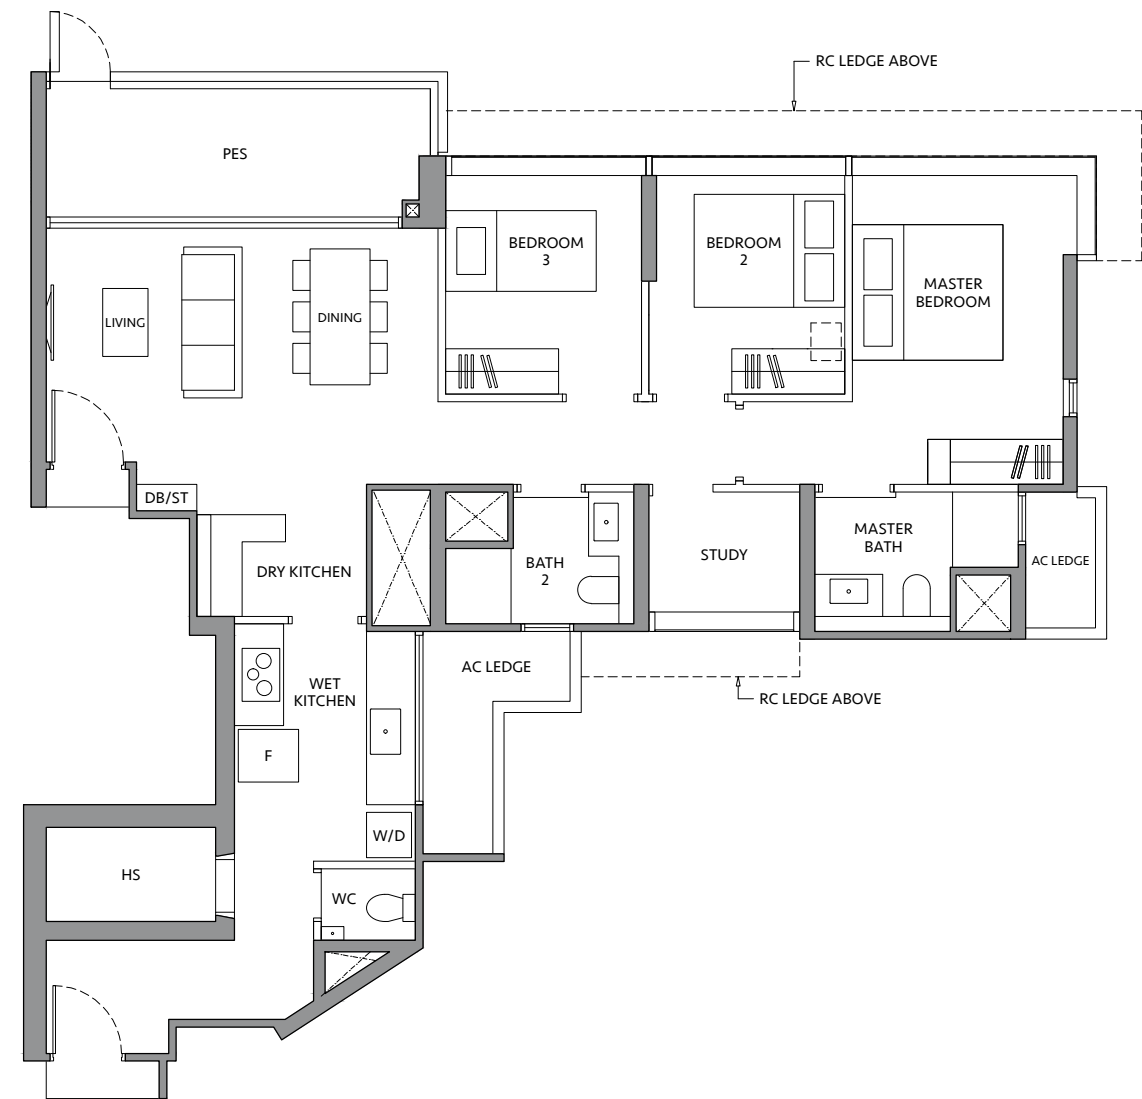 RC LEDGE ABOVE
PES
BEDROOM
3
BEDROOM
2
MASTER
BEDROOM
LIVING
DINING
DB/ST
DRY KITCHEN
BATH
2
STUDY
MASTER
BATH
AC LEDGE
WET
KITCHEN
AC LEDGE
RC LEDGE ABOVE
F
W/D
HS
WC